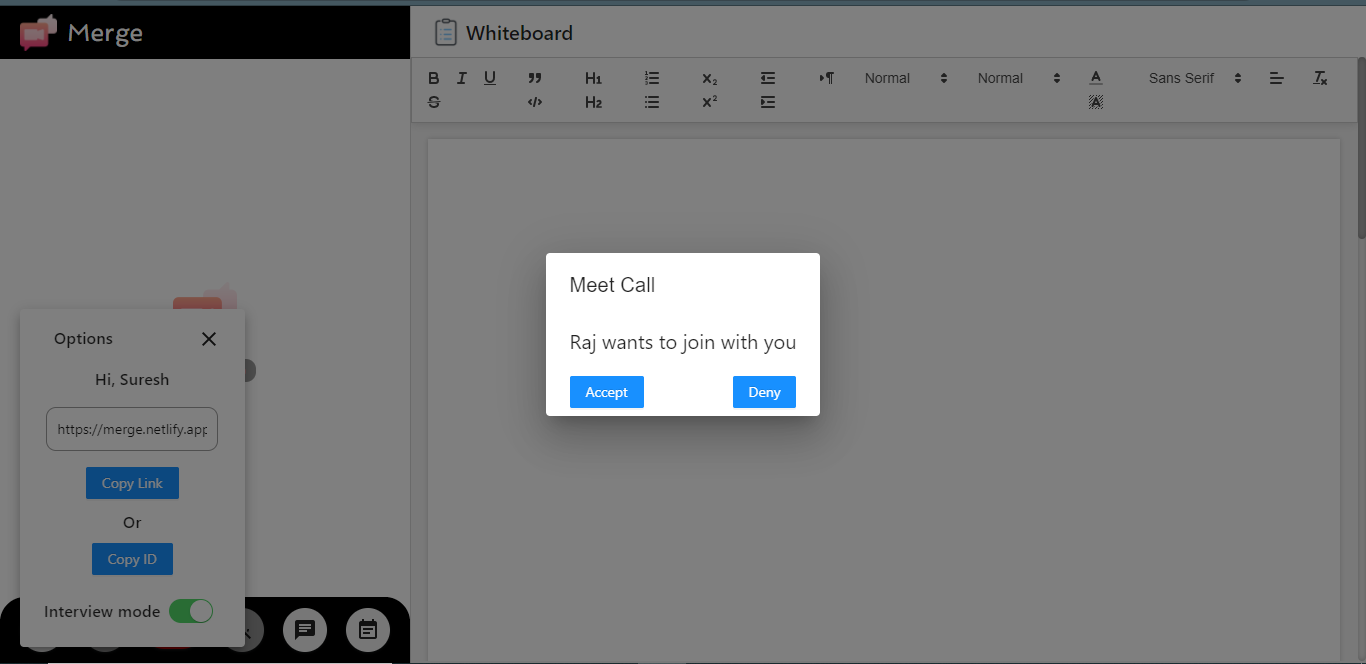 Merge
Whiteboard
B I U H1 X2 Normal Normal A Sans Serif Tx
S </> H2 X2 A
Meet Call
Raj wants to join with you
Accept Deny
Options
Hi, Suresh
https://merge.netlify.app
Copy Link
Or
Copy ID
Interview mode